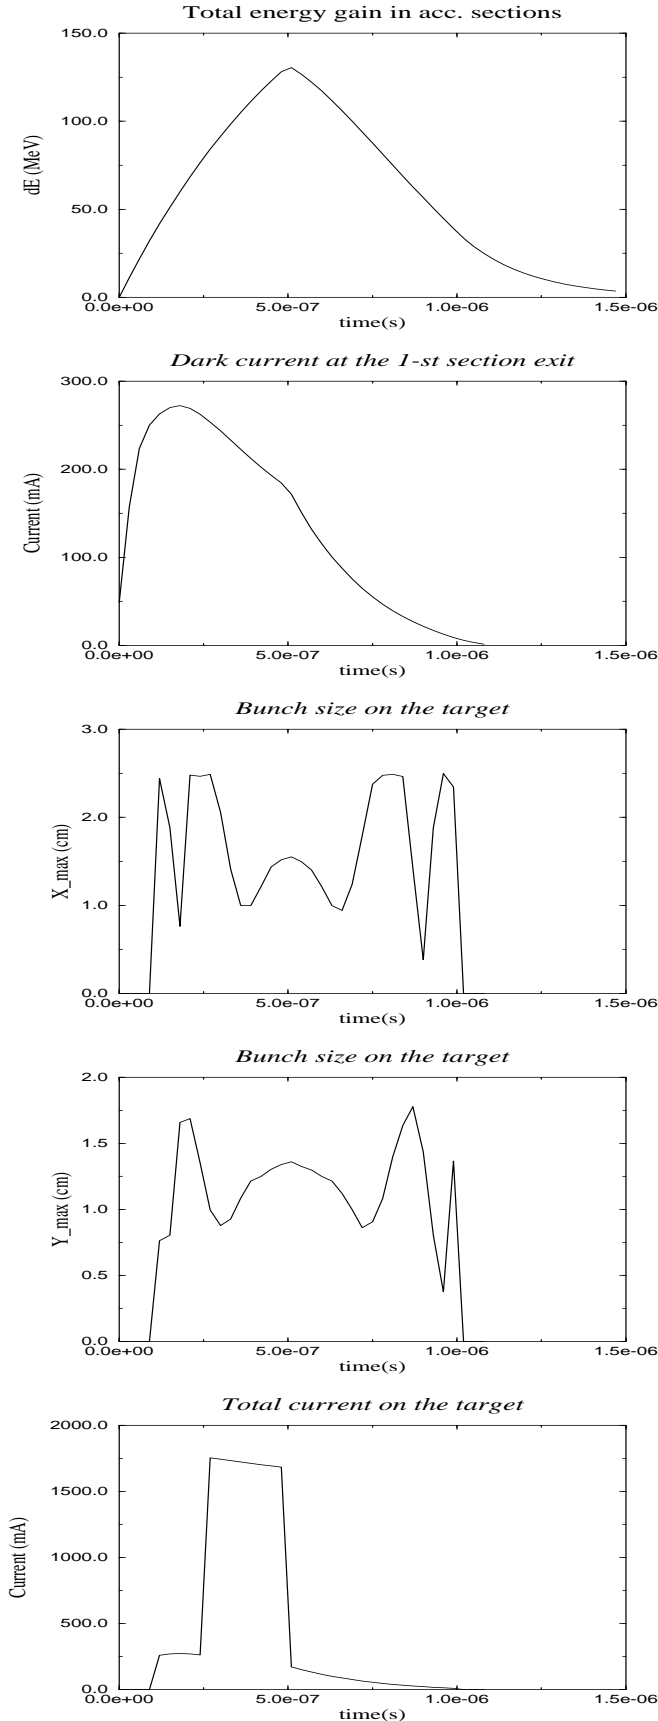 Total energy gain in acc. sections
150.0
100.0
50.0
0.0
dE (MeV)
0.0e+00 5.0e-07 1.0e-06 1.5e-06
time(s)
Dark current at the 1-st section exit
300.0
200.0
100.0
0.0
Current (mA)
0.0e+00 5.0e-07 1.0e-06 1.5e-06
time(s)
Bunch size on the target
3.0
2.0
1.0
0.0
X_max (cm)
0.0e+00 5.0e-07 1.0e-06 1.5e-06
time(s)
Bunch size on the target
2.0
1.5
1.0
0.5
0.0
Y_max (cm)
0.0e+00 5.0e-07 1.0e-06 1.5e-06
time(s)
Total current on the target
2000.0
1500.0
1000.0
500.0
0.0
Current (mA)
0.0e+00 5.0e-07 1.0e-06 1.5e-06
time(s)